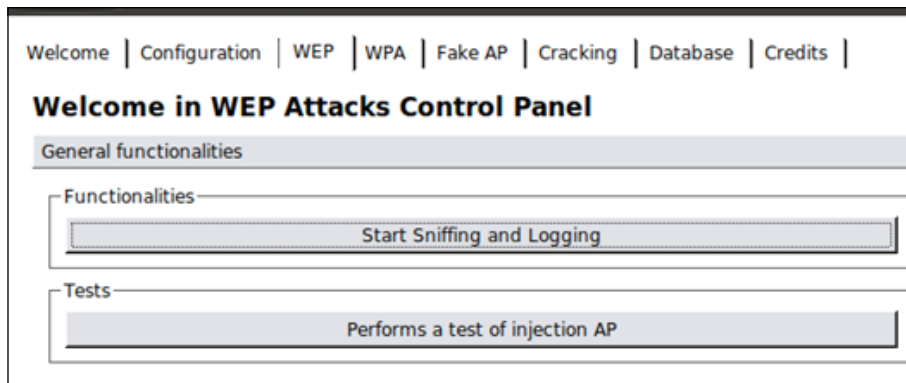 Welcome | Configuration | WEP | WPA | Fake AP | Cracking | Database | Credits |
Welcome in WEP Attacks Control Panel
General functionalities
Functionalities
Start Sniffing and Logging
Tests
Performs a test of injection AP